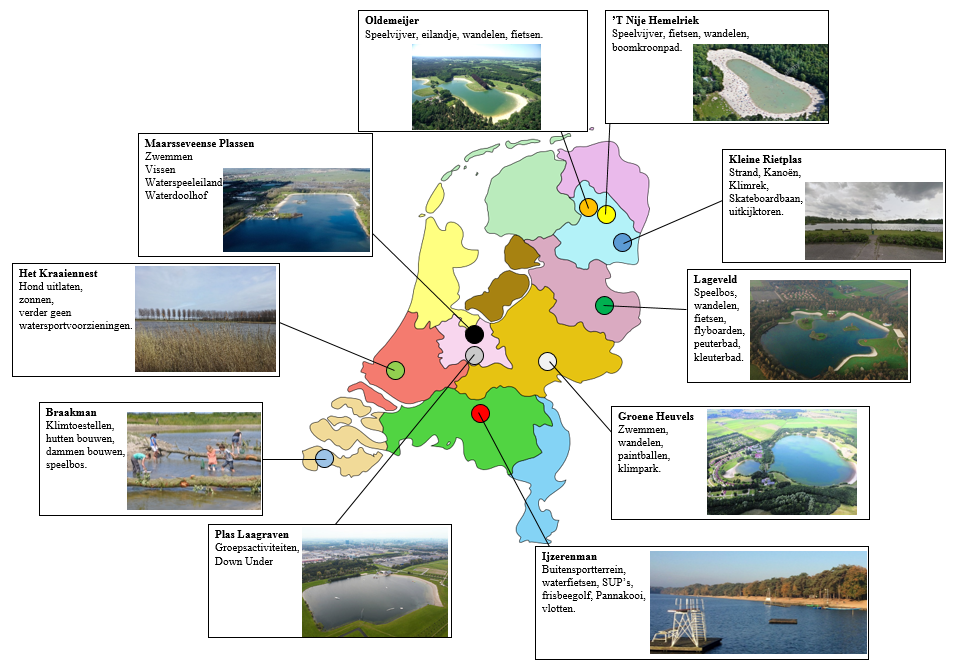 Oldemeijer
Speelvijver, eilandje, wandelen, fietsen.
’T Nije Hemelriek
Speelvijver, fietsen, wandelen,
boomkroonpad.
Maarsseveense Plassen
Zwemmen
Vissen
Waterspeeleiland
Waterdoolhof
Kleine Rietplas
Strand, Kanoën,
Klimrek,
Skateboardbaan,
uitkijktoren.
Het Kraaiennest
Hond uitlaten,
zonnen,
verder geen
watersportvoorzieningen.
Lageveld
Speelbos,
wandelen,
fietsen,
flyboarden,
peuterbad,
kleuterbad.
Braakman
Klimtoestellen,
hutten bouwen,
dammen bouwen,
speelbos.
Groene Heuvels
Zwemmen,
wandelen,
paintballen,
klimpark.
Plas Laagraven
Groepsactiviteiten,
Down Under
Ijzerenman
Buitensportterrein,
waterfietsen, SUP’s,
frisbeegolf, Pannakooi,
vlotten.